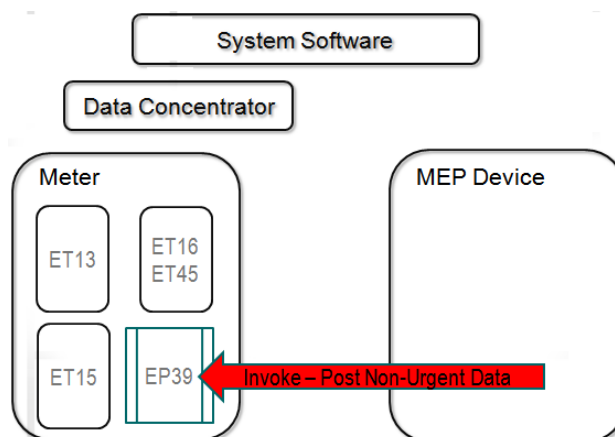 System Software
Data Concentrator
Meter
MEP Device
ET13
ET16
ET45
ET15
EP39
Invoke – Post Non-Urgent Data